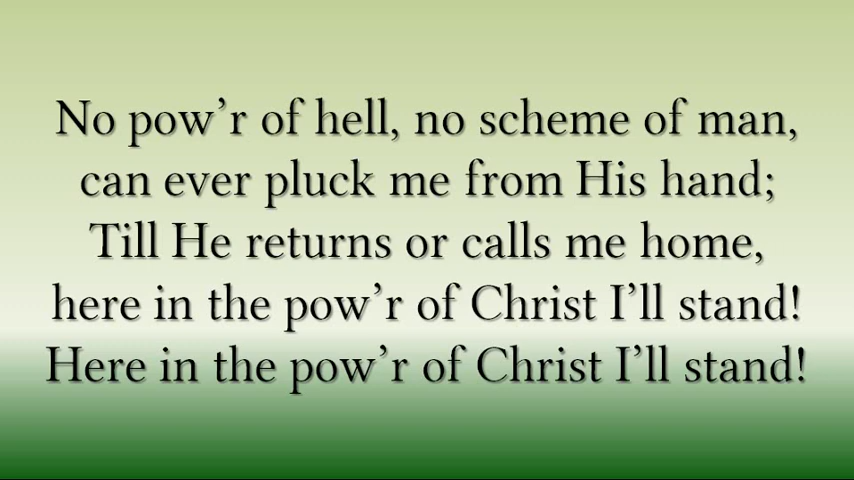 No pow’r of hell, no scheme of man,
can ever pluck me from His hand;
Till He returns or calls me home,
here in the pow’r of Christ I’ll stand!
Here in the pow’r of Christ I’ll stand!